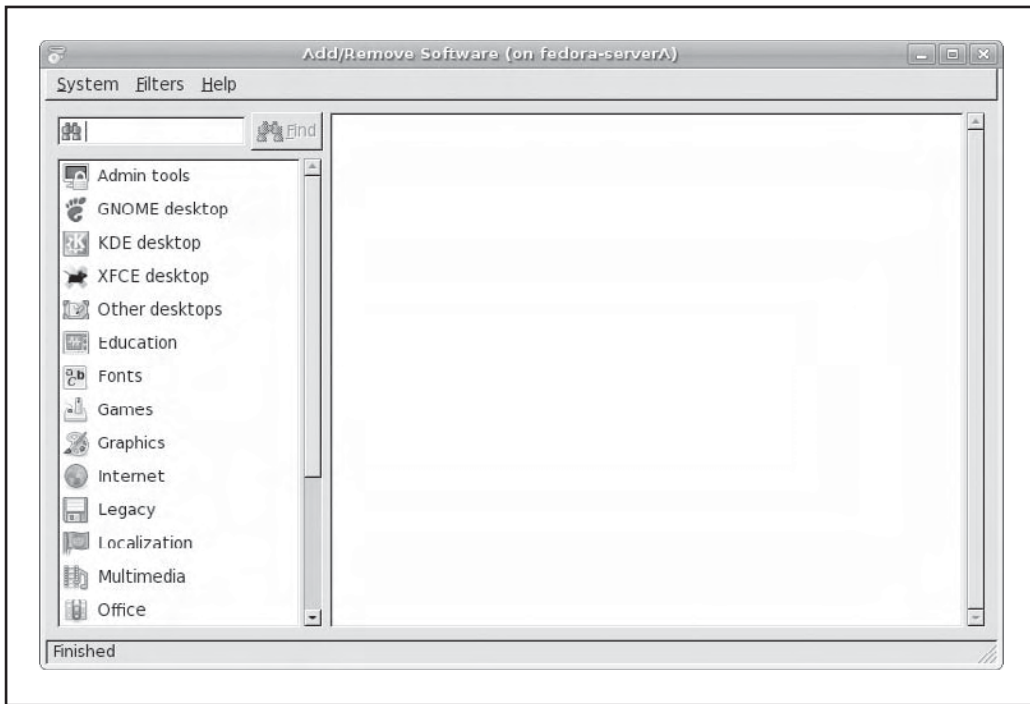 Add/Remove Software (on fedora-serverA)
System Filters Help
Find
Admin tools
GNOME desktop
KDE desktop
XFCE desktop
Other desktops
Education
Fonts
Games
Graphics
Internet
Legacy
Localization
Multimedia
Office
Finished